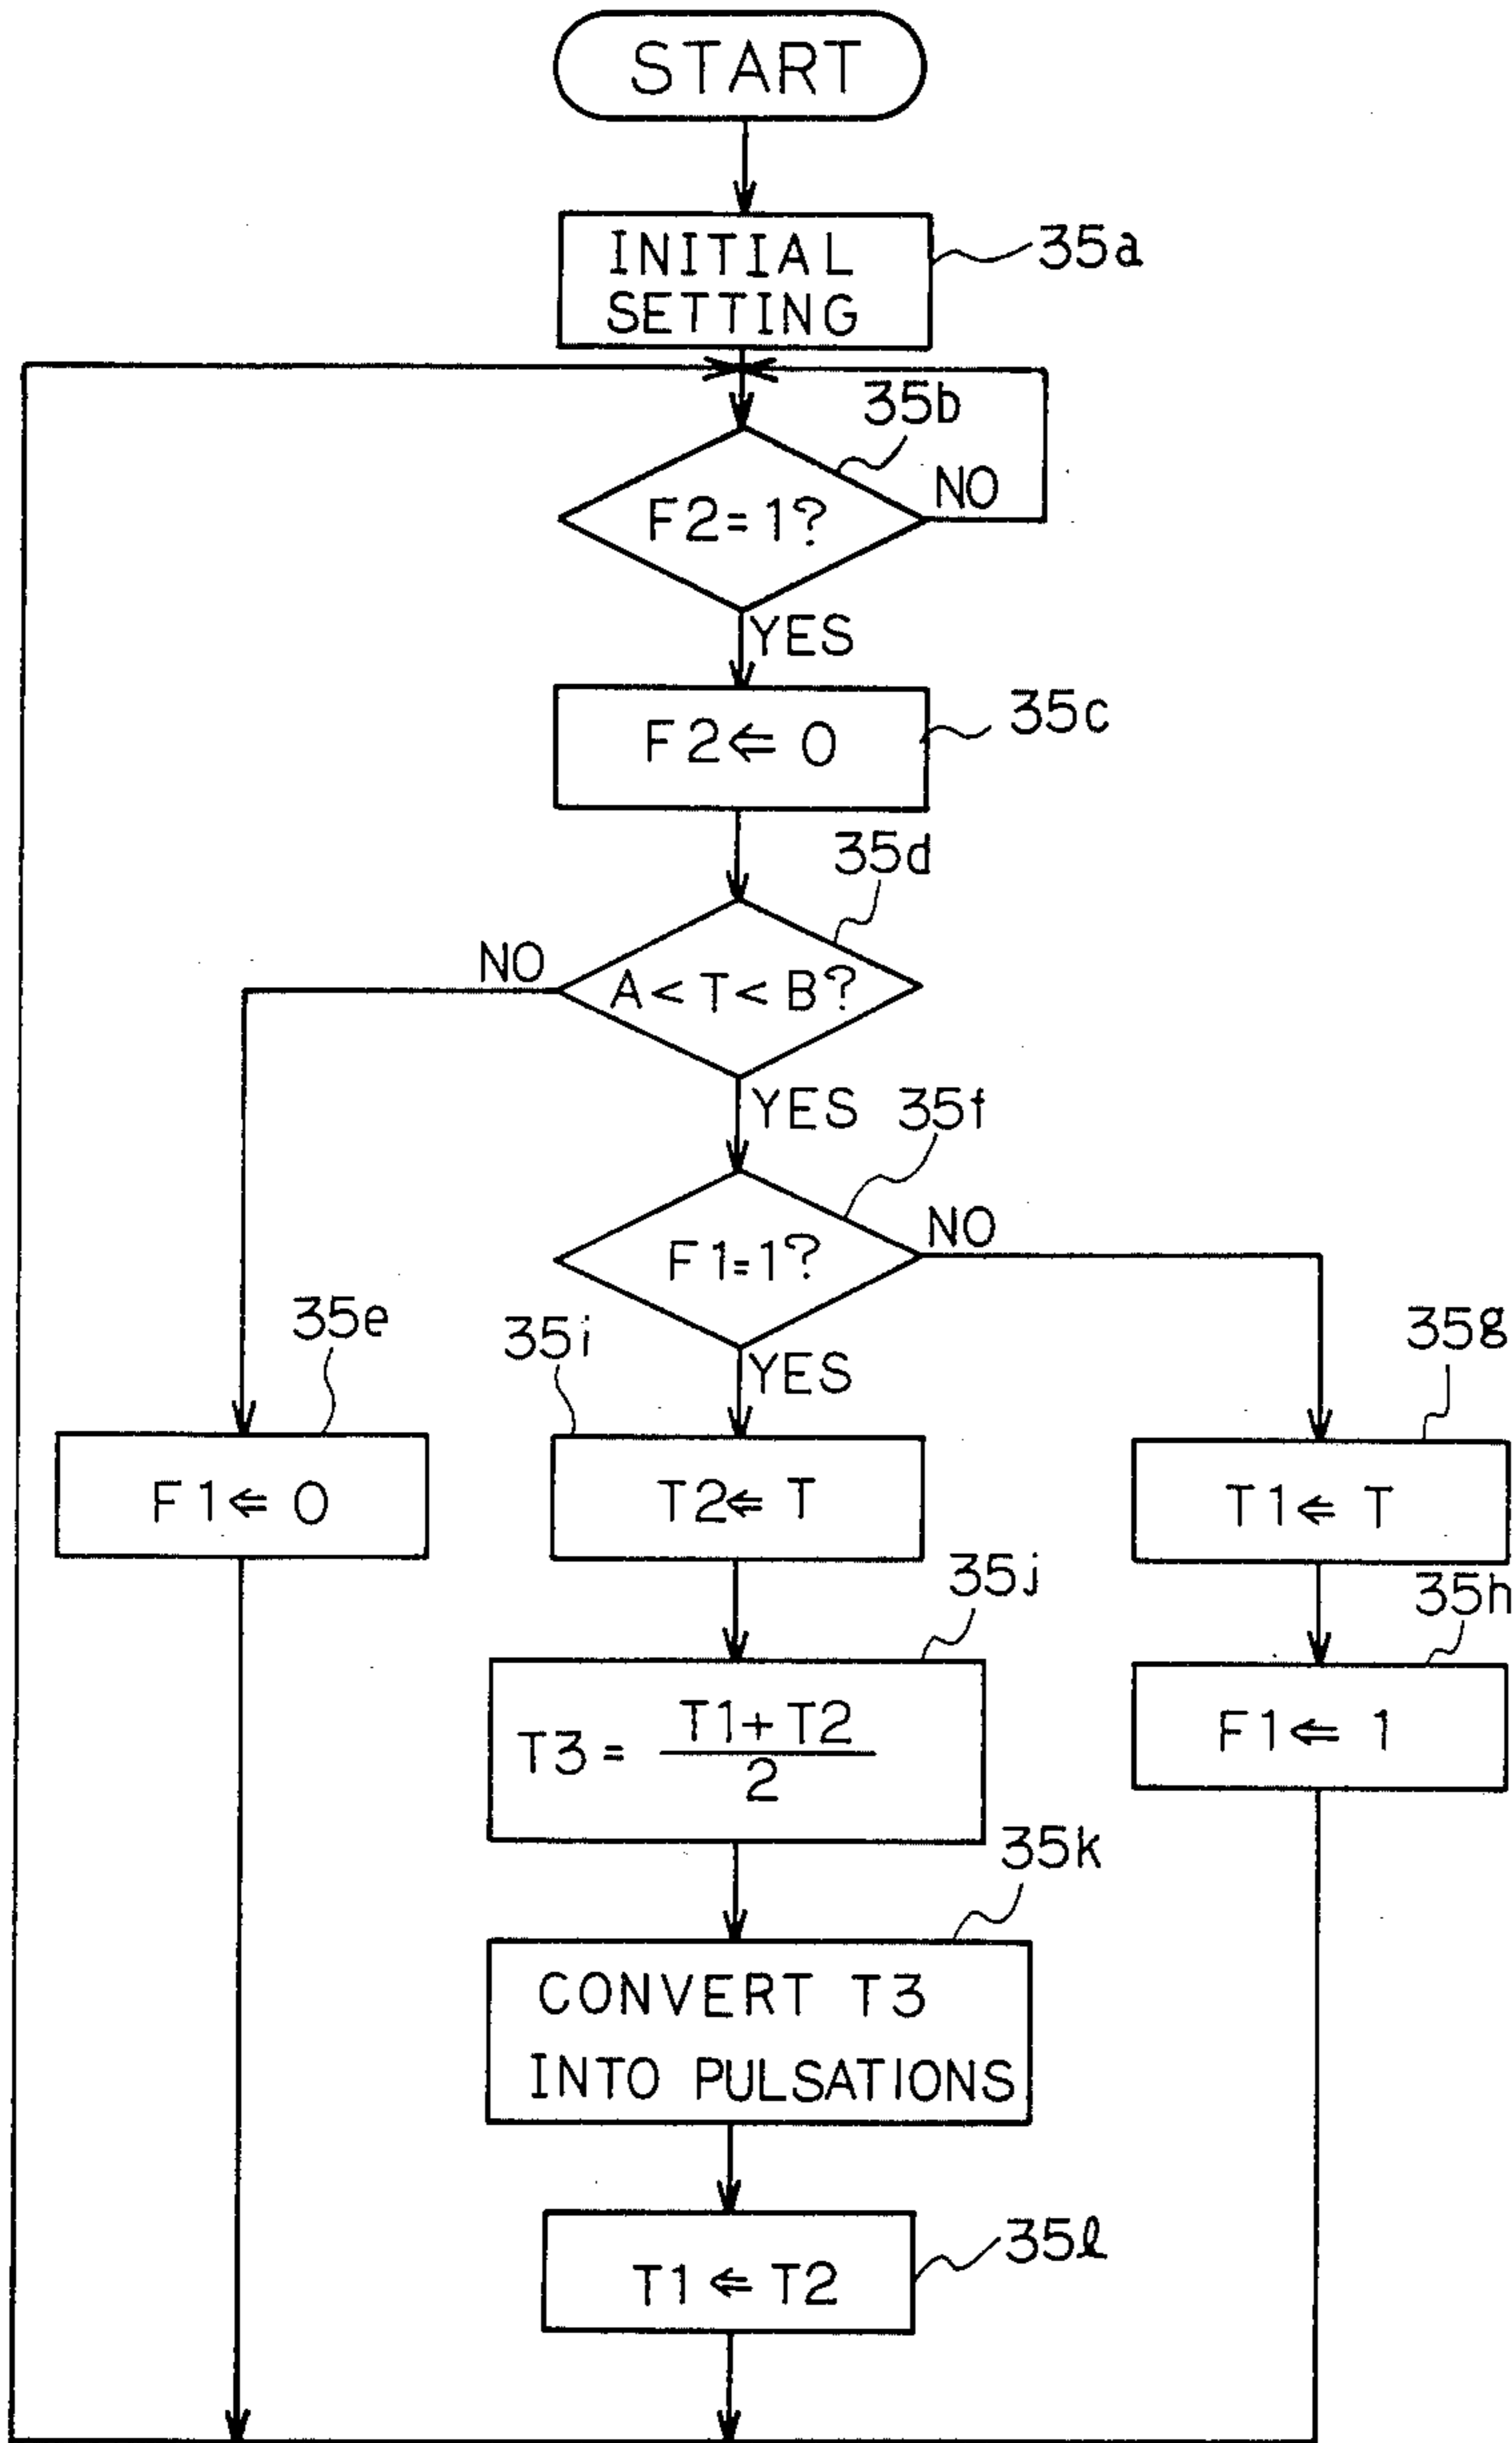 START
INITIAL
SETTING
35a
35b
F2=1?
NO
YES
F2⇐0
35c
35d
NO
A<T<B?
YES
35f
F1=1?
NO
YES
35e
F1⇐0
35i
T2⇐T
35g
T1⇐T
35h
F1⇐1
35j
T3=
T1+T2
2
35k
CONVERT T3
INTO PULSATIONS
35ℓ
T1⇐T2